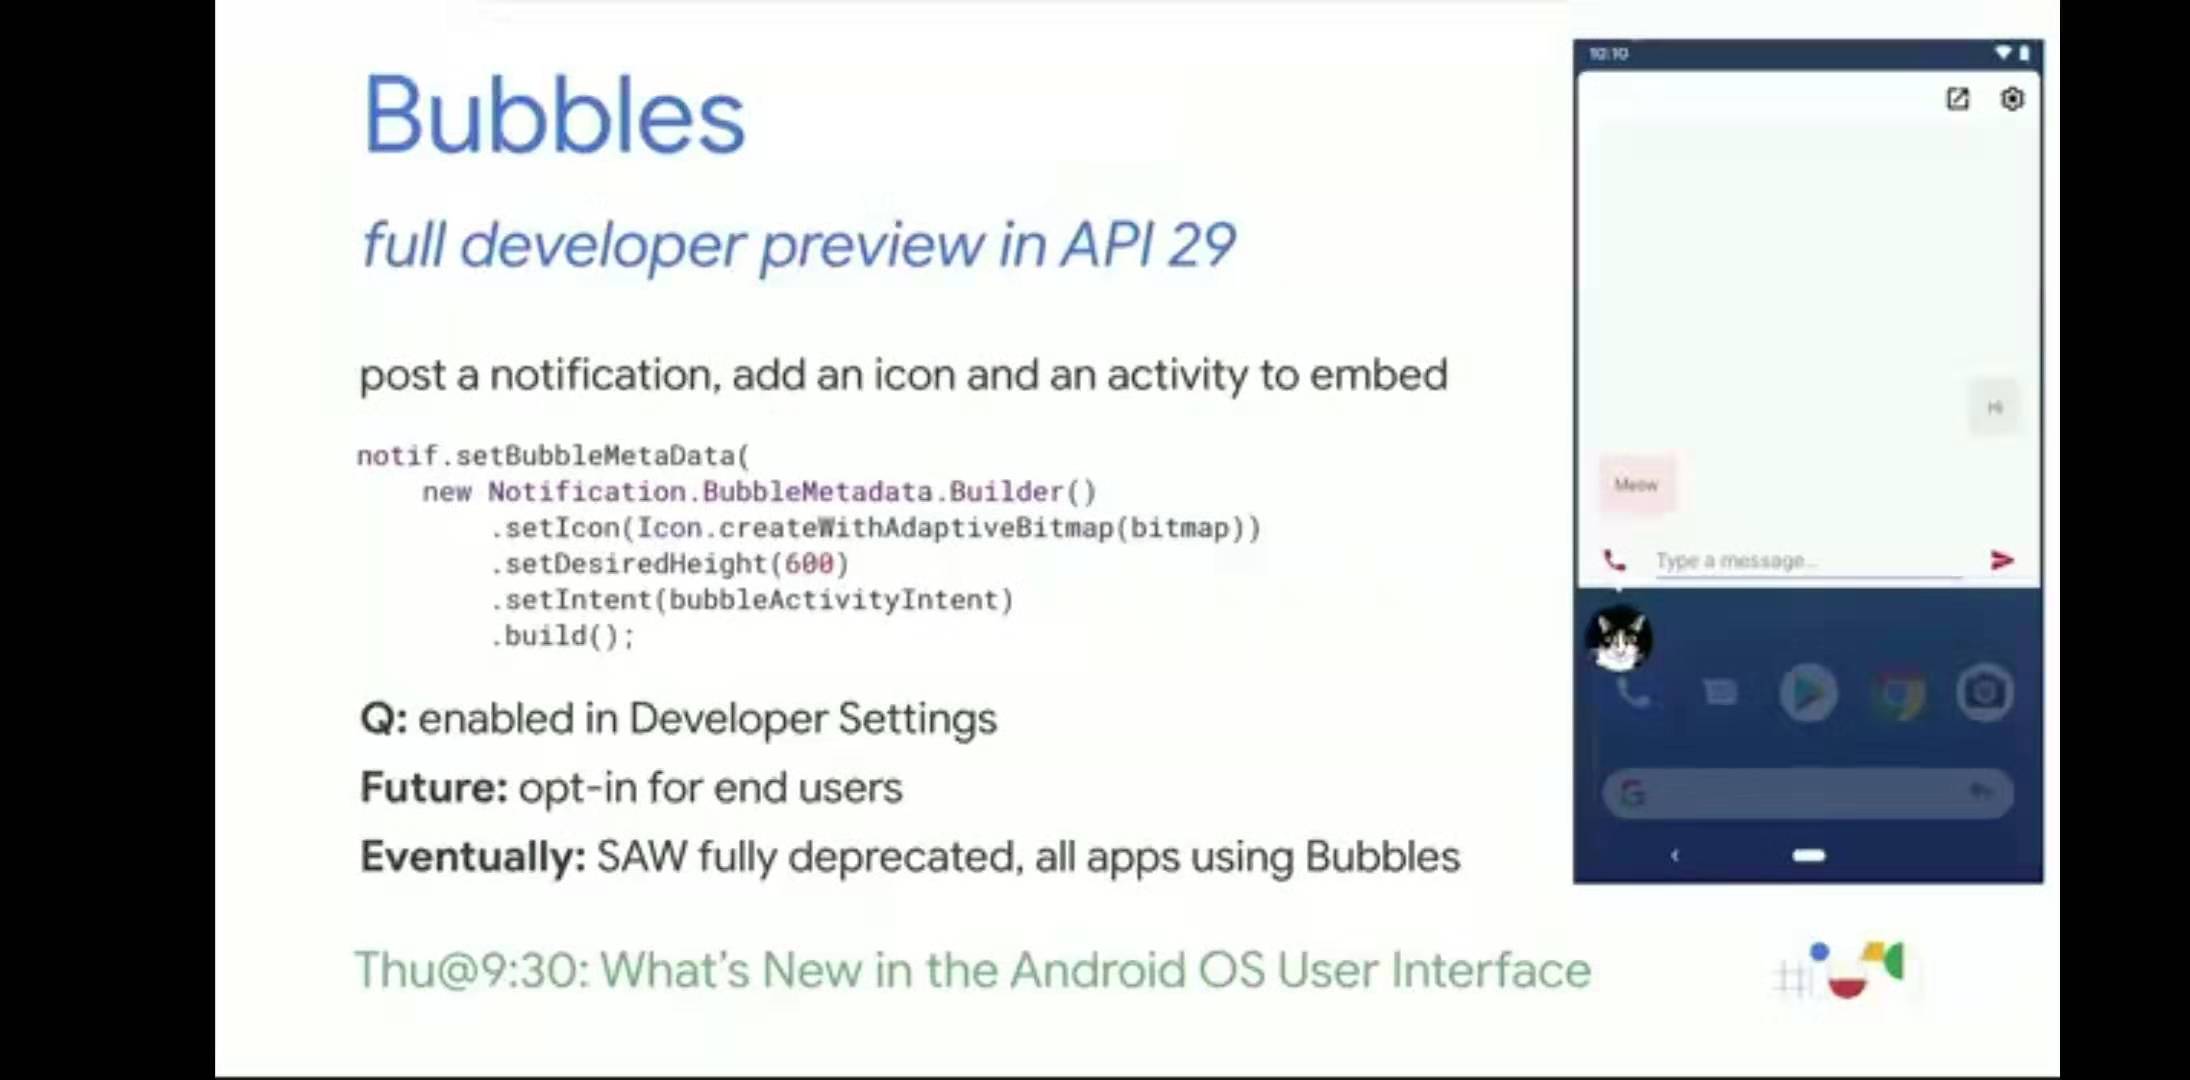 Bubbles
full developer preview in API 29
post a notification, add an icon and an activity to embed
notif.setBubbleMetaData(
new Notification.BubbleMetadata.Builder()
.setIcon(Icon.createWithAdaptiveBitmap(bitmap))
.setDesiredHeight(600)
.setIntent(bubbleActivityIntent)
.build();
Q: enabled in Developer Settings
Future: opt-in for end users
Eventually: SAW fully deprecated, all apps using Bubbles
Thu@9:30: What's New in the Android OS User Interface
10:10
Hi
Meow
Type a message...
G